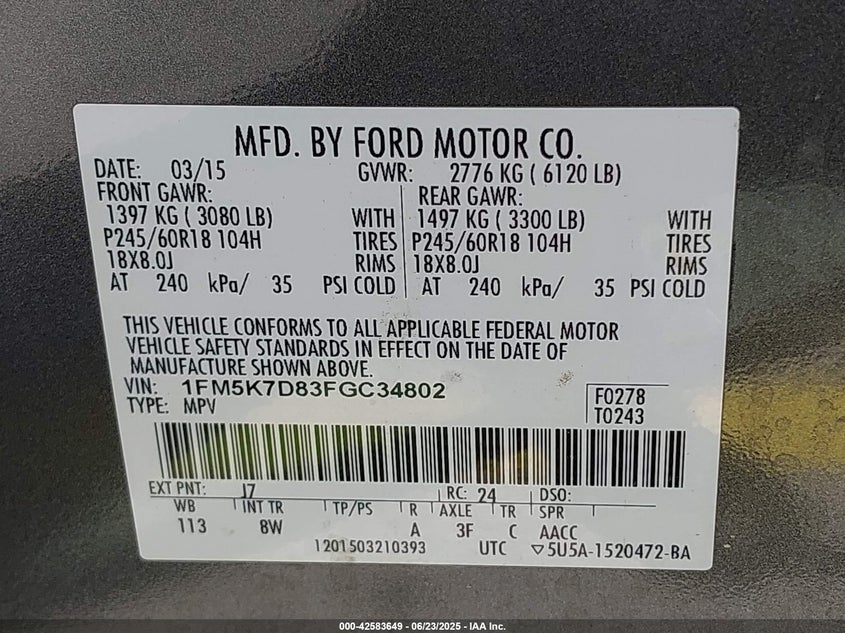 MFD. BY FORD MOTOR CO.
DATE: 03/15 GVWR: 2776 KG ( 6120 LB)
FRONT GAWR: REAR GAWR:
1397 KG ( 3080 LB) WITH 1497 KG ( 3300 LB) WITH
P245/60R18 104H TIRES P245/60R18 104H TIRES
18X8.0J RIMS 18X8.0J RIMS
AT 240 kPa/ 35 PSI COLD AT 240 kPa/ 35 PSI COLD
THIS VEHICLE CONFORMS TO ALL APPLICABLE FEDERAL MOTOR
VEHICLE SAFETY STANDARDS IN EFFECT ON THE DATE OF
MANUFACTURE SHOWN ABOVE.
VIN: 1FM5K7D83FGC34802 F0278
TYPE: MPV T0243
EXT PNT: J7 RC: 24 DSO:
WB INT TR TP/PS R AXLE TR SPR
113 8W A 3F C AACC
1201503210393 UTC ▽5U5A-1520472-BA
000-42583649 - 06/23/2025 - IAA Inc.